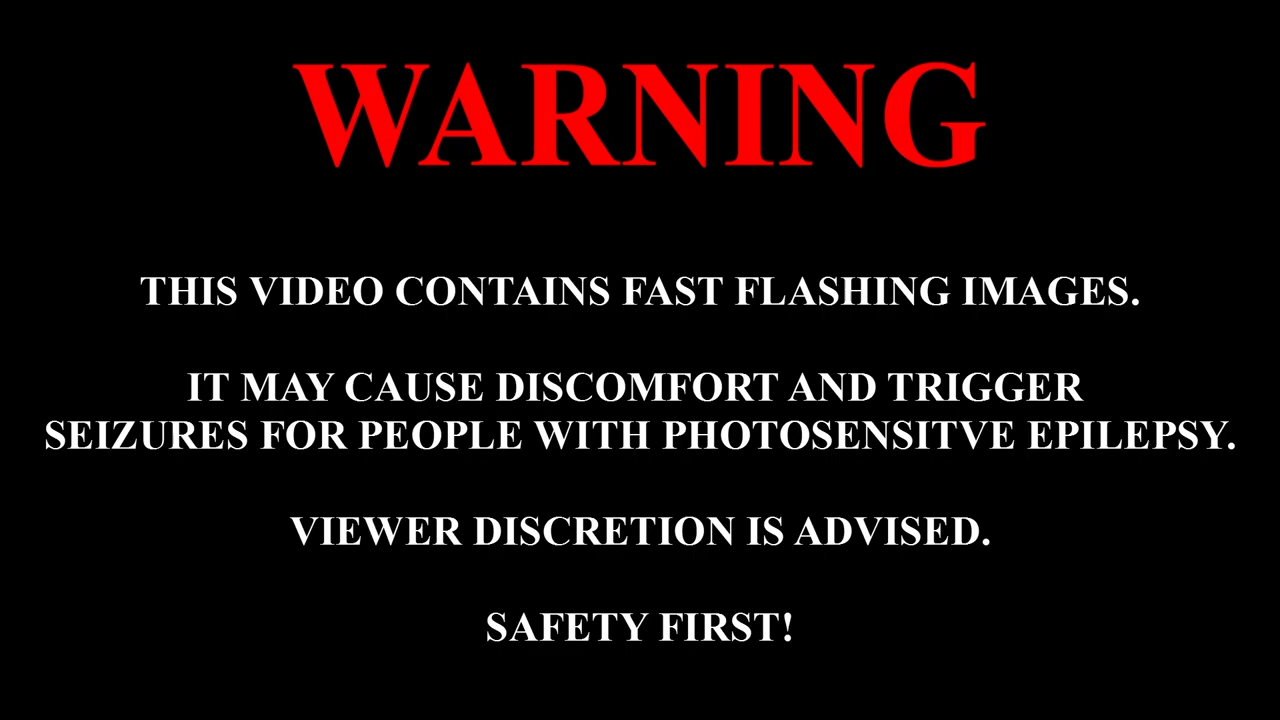 WARNING
THIS VIDEO CONTAINS FAST FLASHING IMAGES.
IT MAY CAUSE DISCOMFORT AND TRIGGER
SEIZURES FOR PEOPLE WITH PHOTOSENSITVE EPILEPSY.
VIEWER DISCRETION IS ADVISED.
SAFETY FIRST!